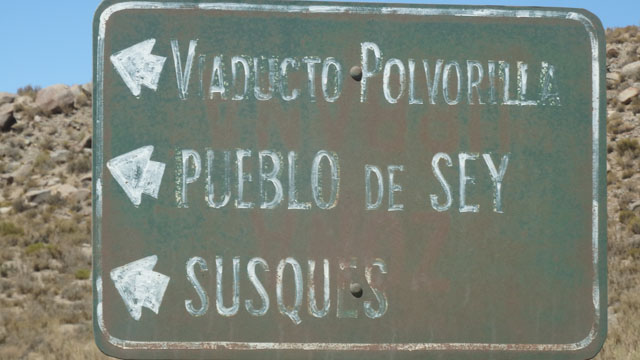 VIADUCTO POLVORILLA
PUEBLO DE SEY
SUSQUES